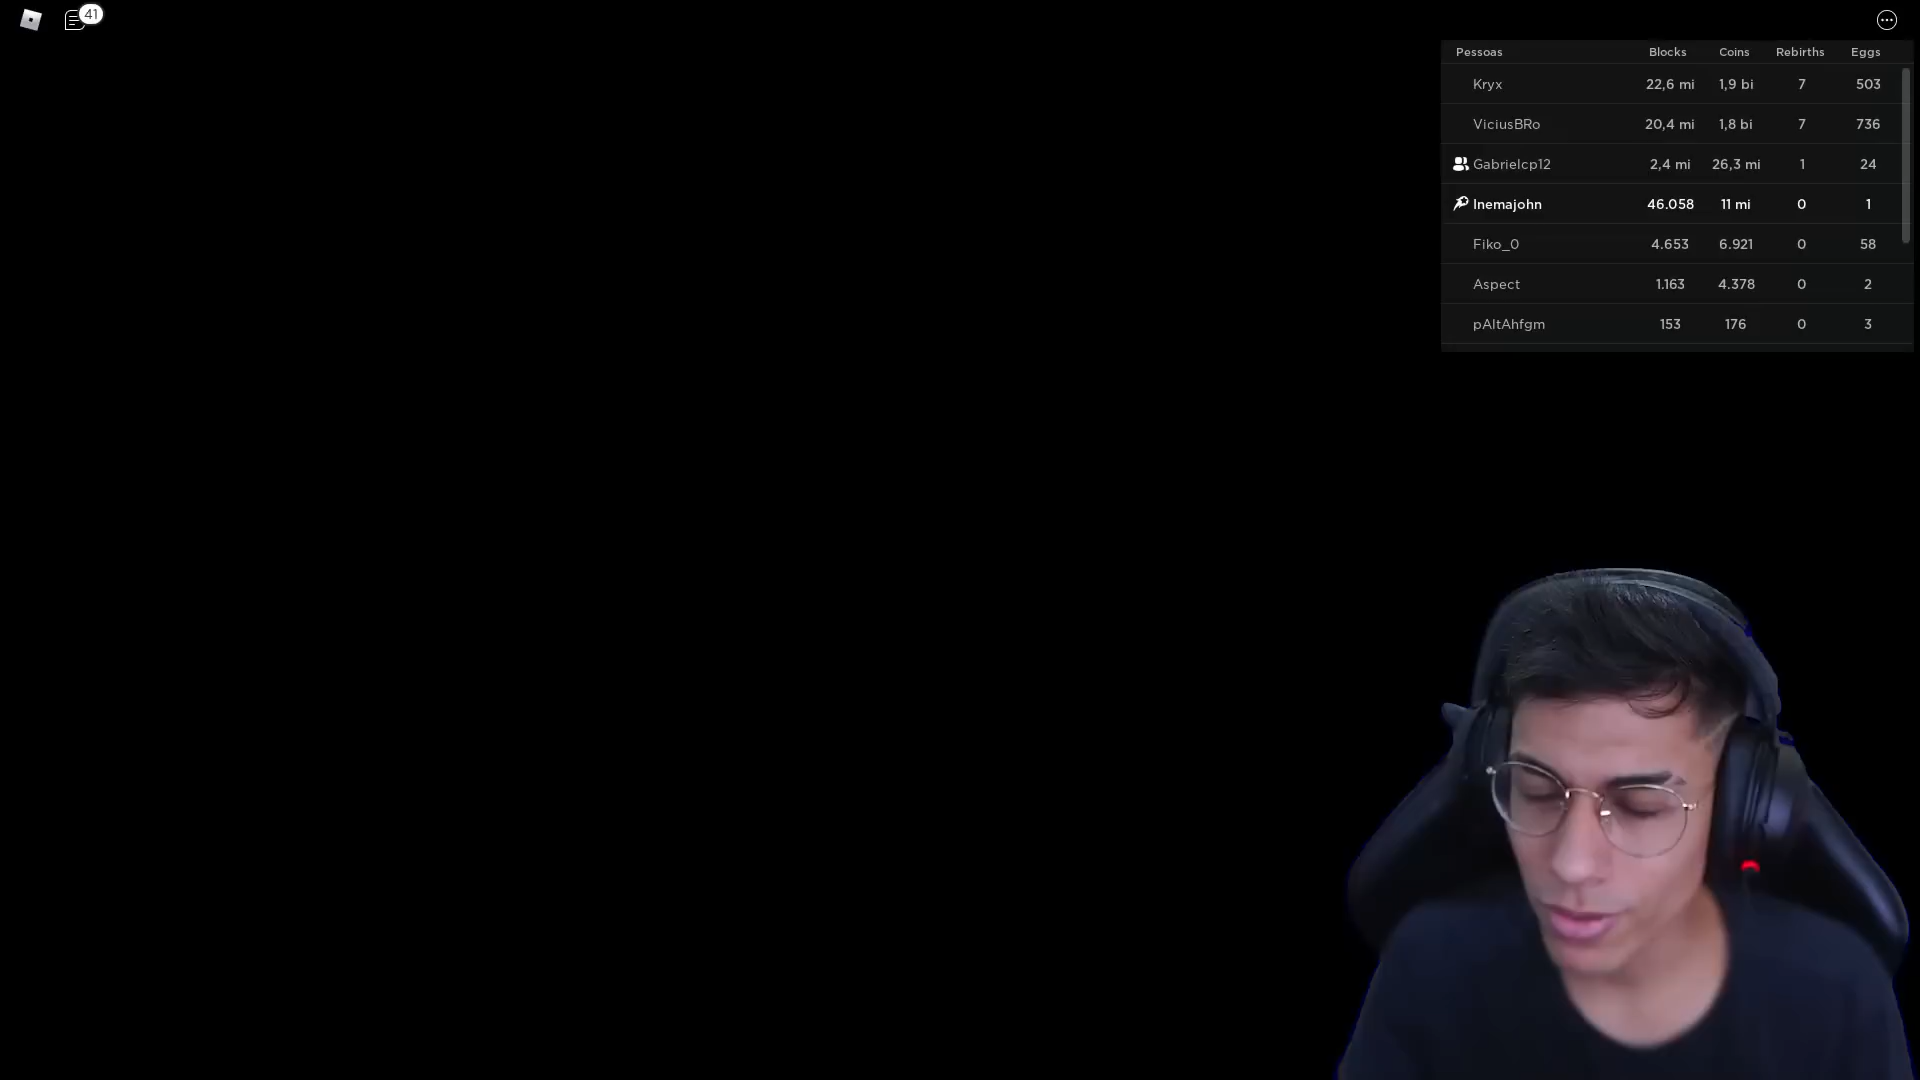 41
Pessoas Blocks Coins Rebirths Eggs
Kryx 22,6 mi 1,9 bi 7 503
ViciusBRo 20,4 mi 1,8 bi 7 736
Gabrielcp12 2,4 mi 26,3 mi 1 24
Inemajohn 46.058 11 mi 0 1
Fiko_0 4.653 6.921 0 58
Aspect 1.163 4.378 0 2
pAltAhfgm 153 176 0 3